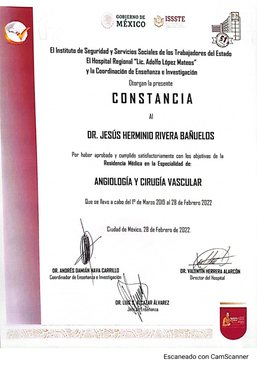 GOBIERNO DE
MÉXICO
ISSSTE
El Instituto de Seguridad y Servicios Sociales de los Trabajadores del Estado
El Hospital Regional "Lic. Adolfo López Mateos"
y la Coordinación de Enseñanza e Investigación
Otorgan la presente
CONSTANCIA
Al
DR. JESÚS HERMINIO RIVERA BAÑUELOS
Por haber aprobado y cumplido satisfactoriamente con los objetivos de la
Residencia Médica en la Especialidad de:
ANGIOLOGÍA Y CIRUGÍA VASCULAR
Que se llevo a cabo del 1° de Marzo 2019 al 28 de Febrero 2022
Ciudad de México, 28 de Febrero de 2022.
DR. ANDRÉS DAMIÁN NAVA CARRILLO
Coordinador de Enseñanza e Investigación
DR. VALENTÍN HERRERA ALARCÓN
Director del Hospital
DR. LUIS ÁLVAREZ
Jefe de Enseñanza
Escaneado con CamScanner